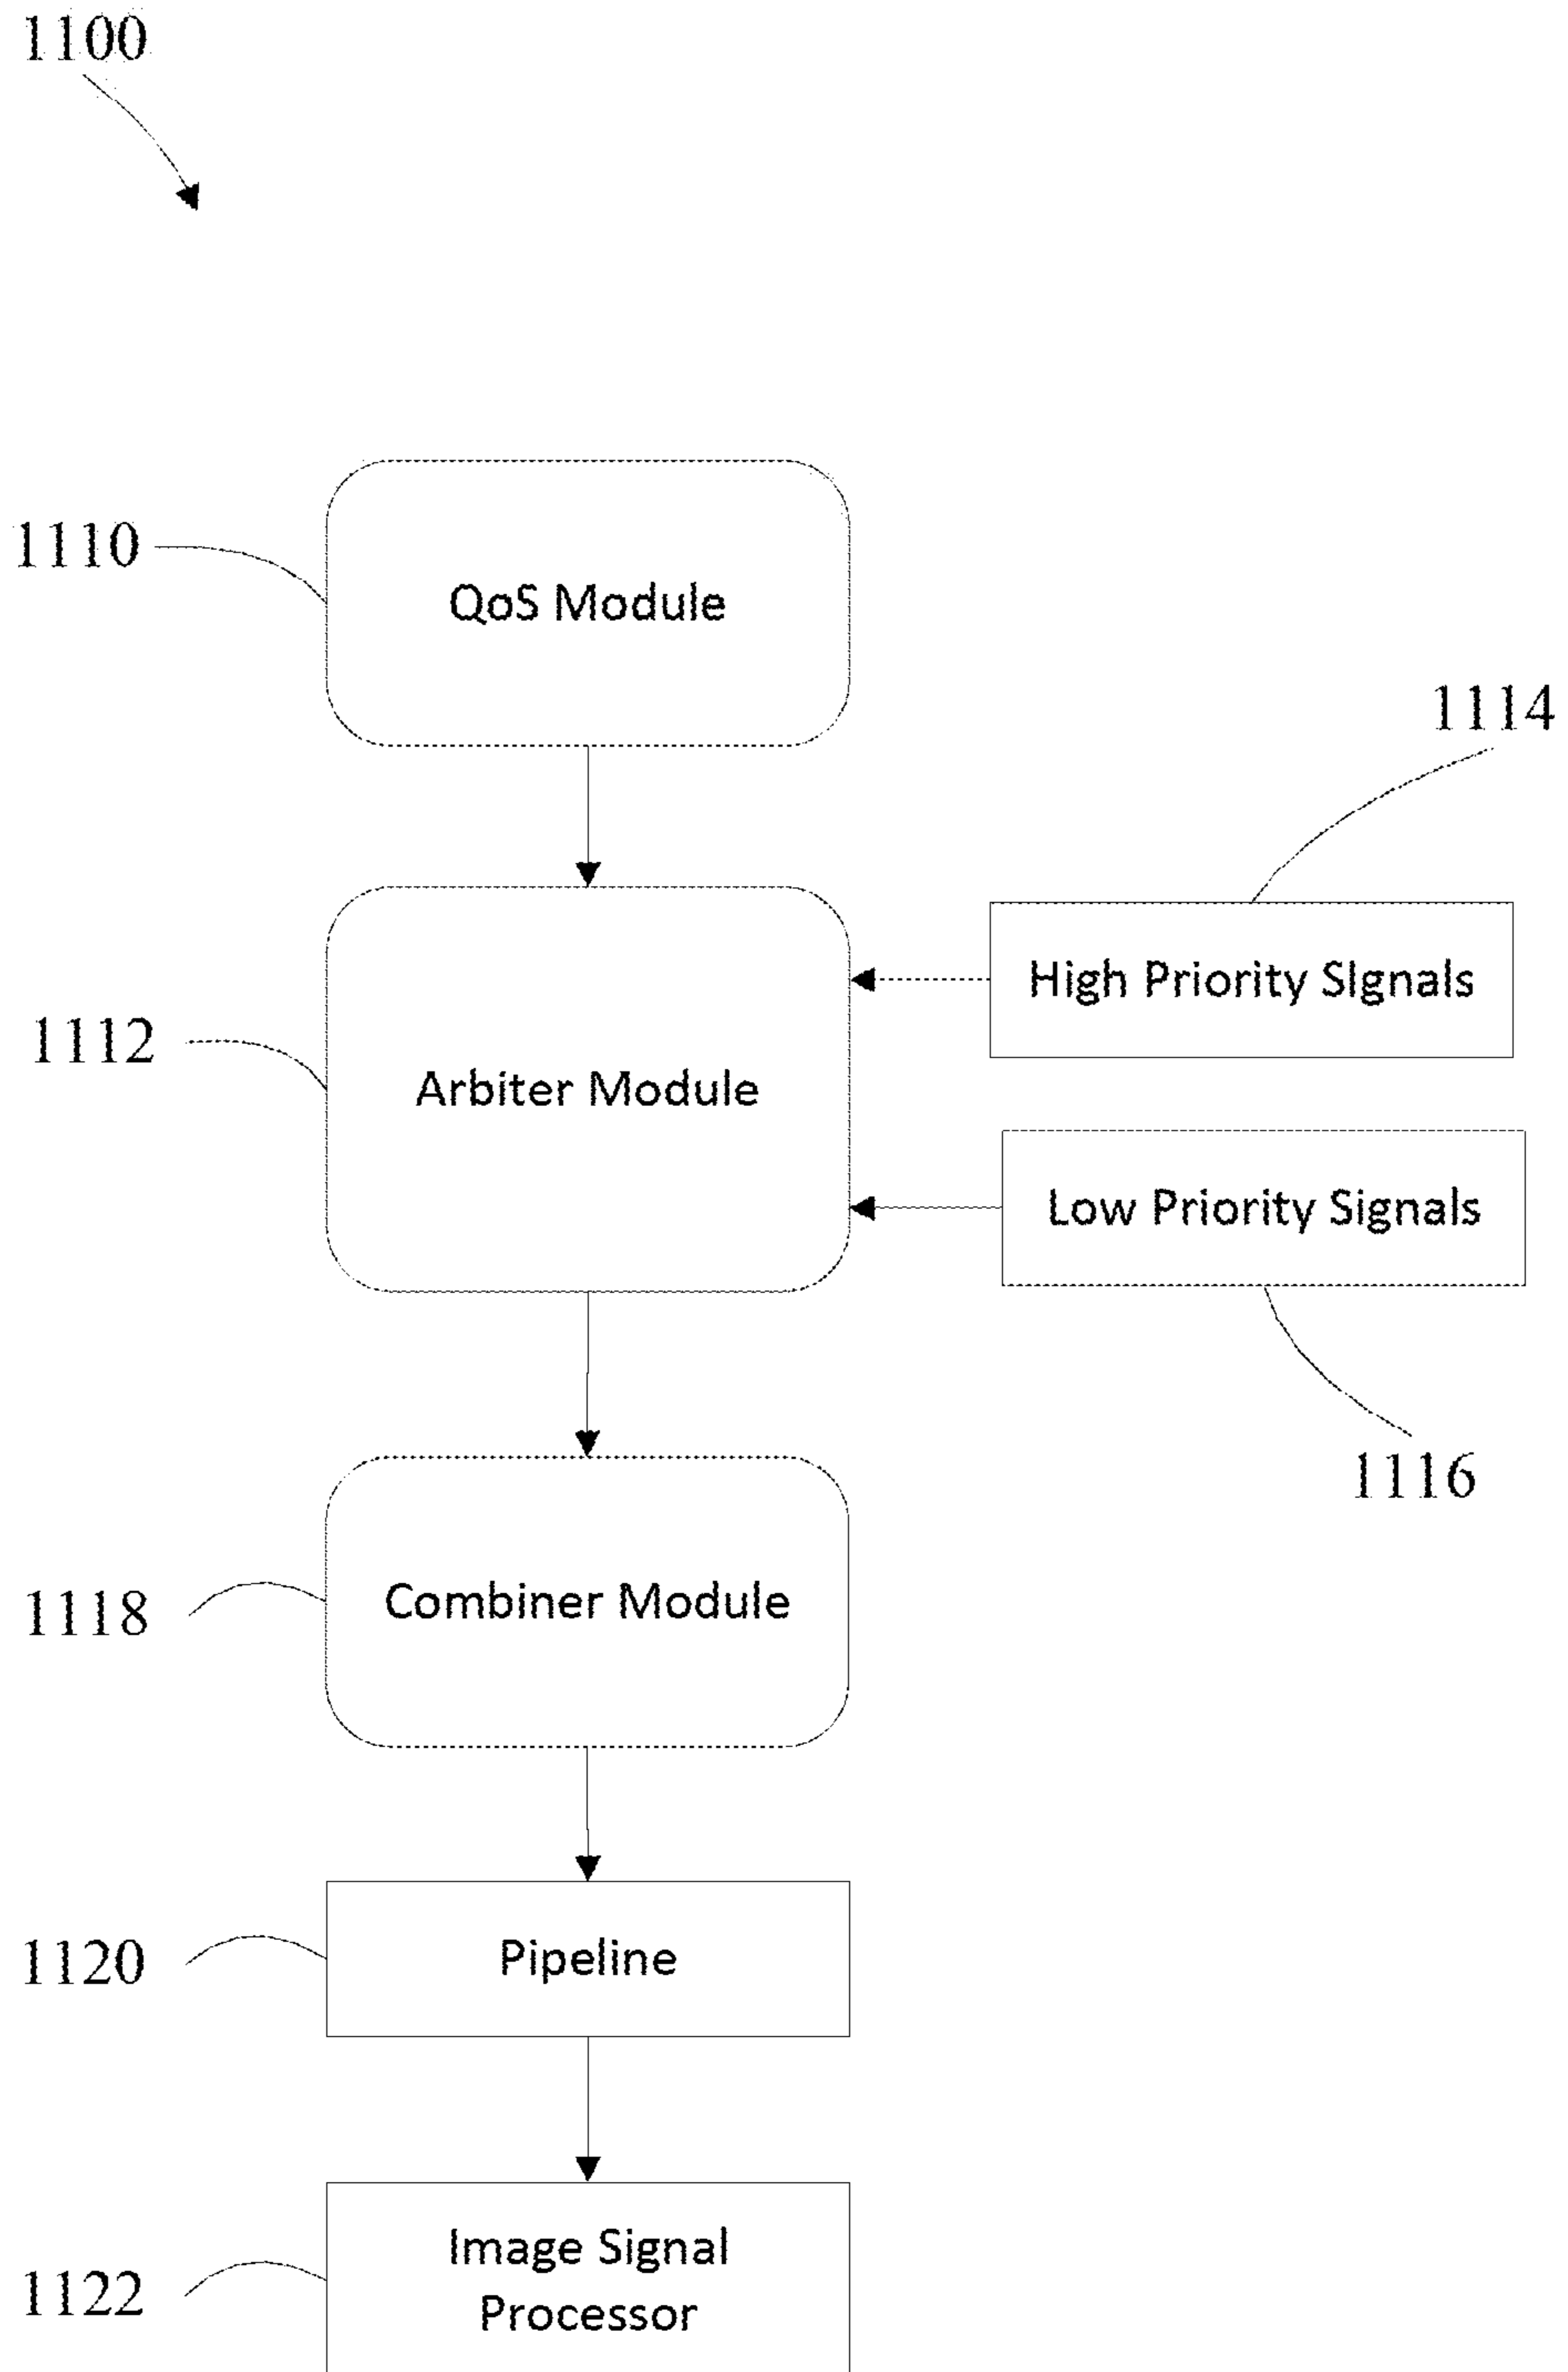 1100
1110
QoS Module
1114
High Priority SIgnals
1112
Arbiter Module
Low Priority Signals
1116
1118
Combiner Module
1120
Pipeline
1122
Image Signal
Processor